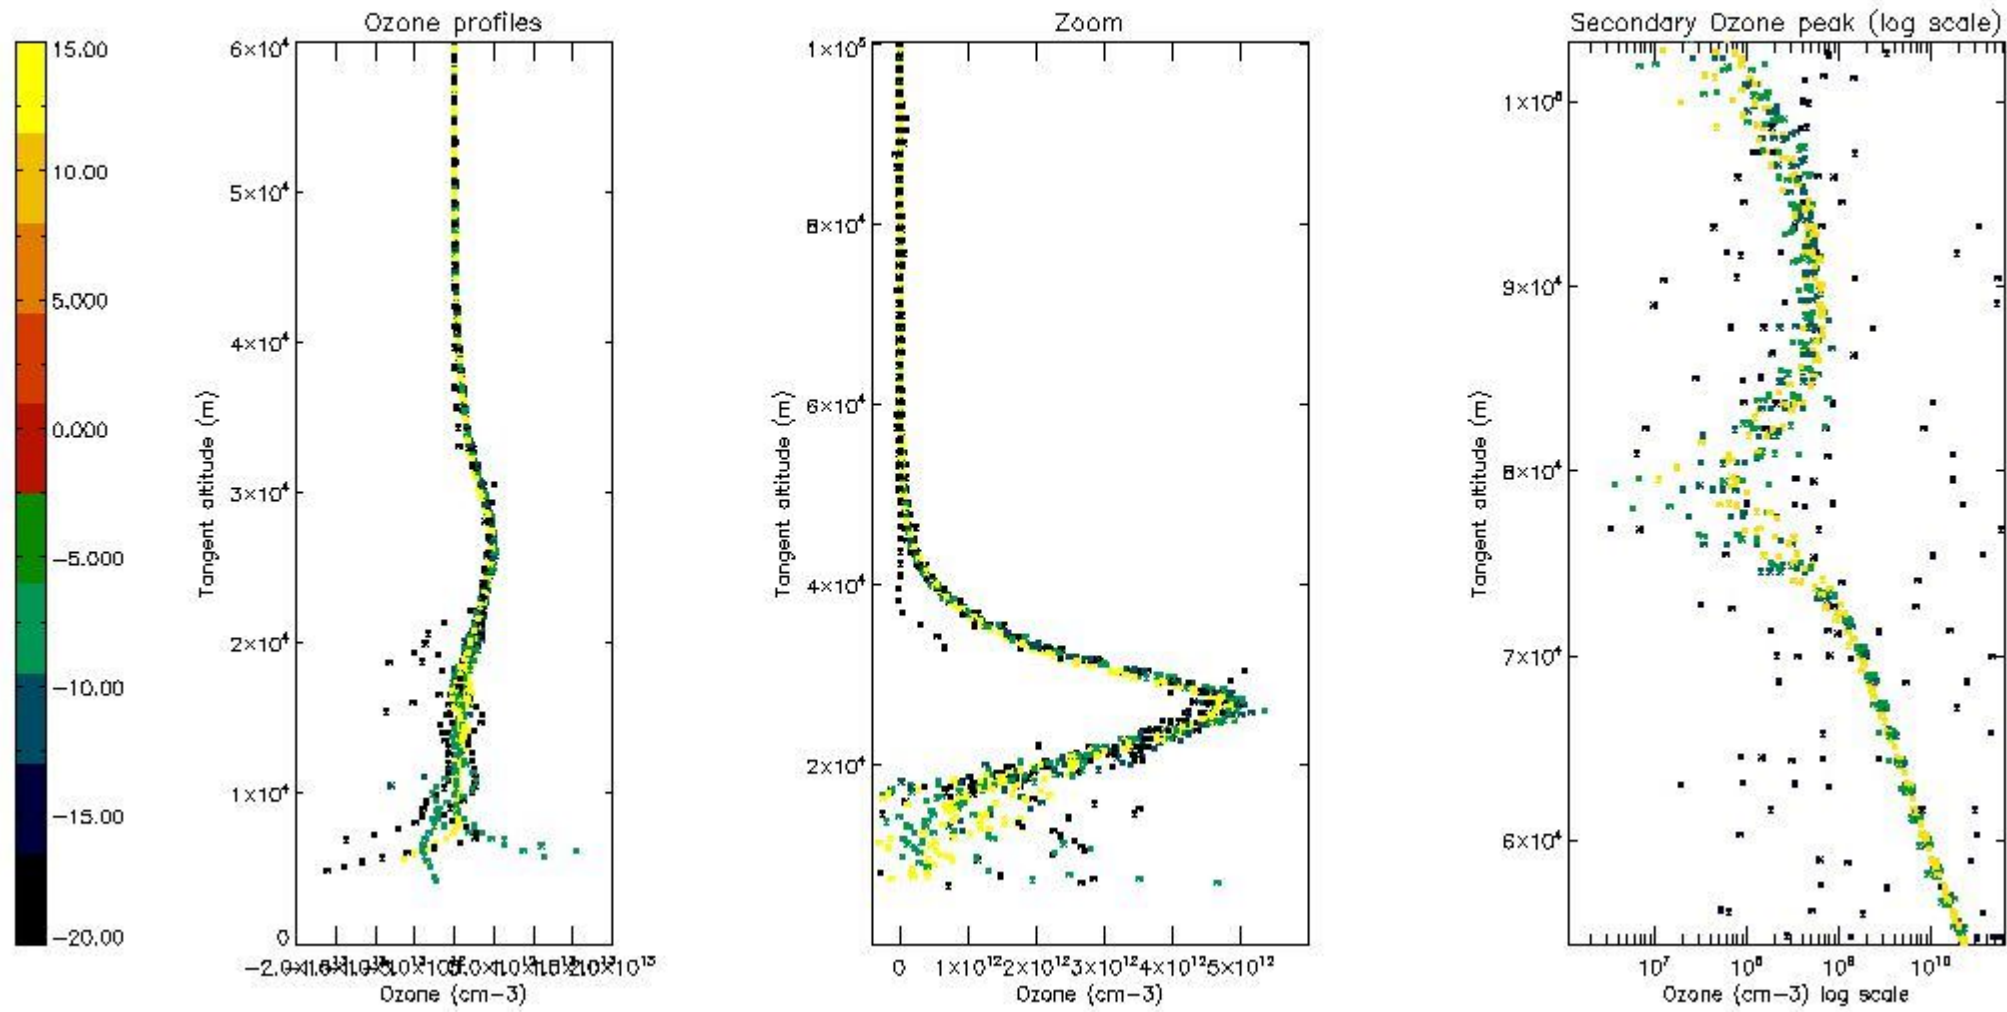 Ozone profiles
Zoom
Secondary Ozone peak (log scale)
15.00
10.00
5.000
0.000
−5.000
−10.00
−15.00
−20.00
6×10⁴
5×10⁴
4×10⁴
3×10⁴
2×10⁴
1×10⁴
0
Tangent altitude (m)
Ozone (cm−3)
1×10⁵
8×10⁴
6×10⁴
4×10⁴
2×10⁴
Tangent altitude (m)
0 1×10¹² 2×10¹² 3×10¹² 4×10¹² 5×10¹²
Ozone (cm−3)
1×10⁵
9×10⁴
8×10⁴
7×10⁴
6×10⁴
Tangent altitude (m)
10⁷ 10⁸ 10⁹ 10¹⁰
Ozone (cm−3) log scale